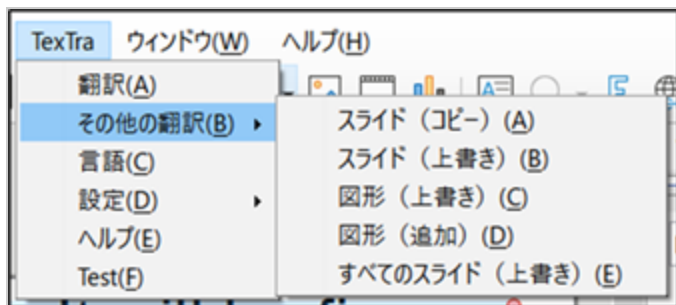 TexTra ウィンドウ(W) ヘルプ(H)
翻訳(A)
その他の翻訳(B)
言語(C)
設定(D)
ヘルプ(E)
Test(F)
スライド（コピー）(A)
スライド（上書き）(B)
図形（上書き）(C)
図形（追加）(D)
すべてのスライド（上書き）(E)